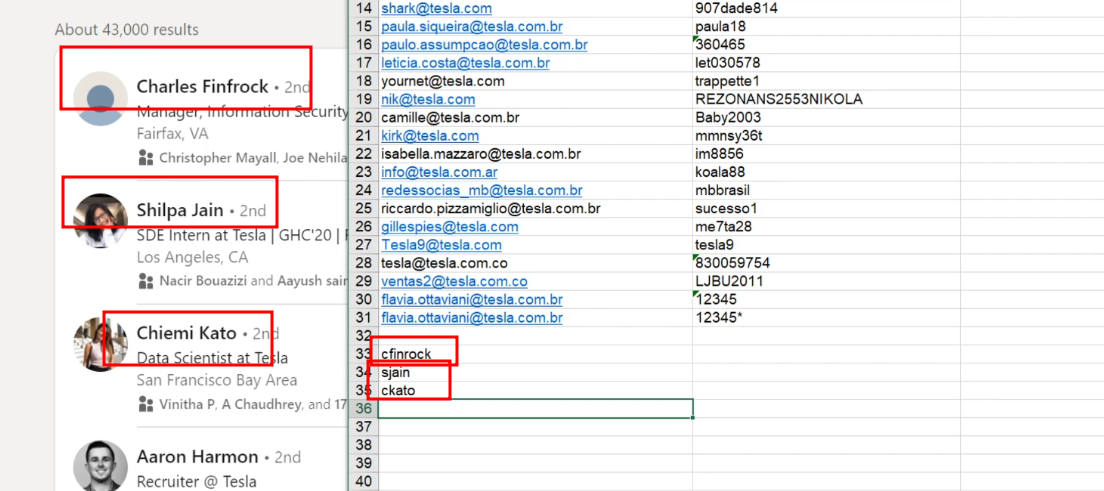 About 43,000 results
Charles Finfrock • 2nd
Manager, Information Security
Fairfax, VA
Christopher Mayall, Joe Nehila
Shilpa Jain • 2nd
SDE Intern at Tesla | GHC'20 |
Los Angeles, CA
Nacir Bouazizi and Aayush sain
Chiemi Kato • 2nd
Data Scientist at Tesla
San Francisco Bay Area
Vinitha P, A Chaudhrey, and 17
Aaron Harmon • 2nd
Recruiter @ Tesla
14 shark@tesla.com 907dade814
15 paula.siqueira@tesla.com.br paula18
16 paulo.assumpcao@tesla.com.br 360465
17 leticia.costa@tesla.com.br let030578
18 yournet@tesla.com trappette1
19 nik@tesla.com REZONANS2553NIKOLA
20 camille@tesla.com.br Baby2003
21 kirk@tesla.com mmnsy36t
22 isabella.mazzaro@tesla.com.br im8856
23 info@tesla.com.ar koala88
24 redessocias_mb@tesla.com.br mbbrasil
25 riccardo.pizzamiglio@tesla.com.br sucesso1
26 gillespies@tesla.com me7ta28
27 Tesla9@tesla.com tesla9
28 tesla@tesla.com.co 830059754
29 ventas2@tesla.com.co LJBU2011
30 flavia.ottaviani@tesla.com.br 12345
31 flavia.ottaviani@tesla.com.br 12345*
32
33 cfinrock
34 sjain
35 ckato
36
37
38
39
40